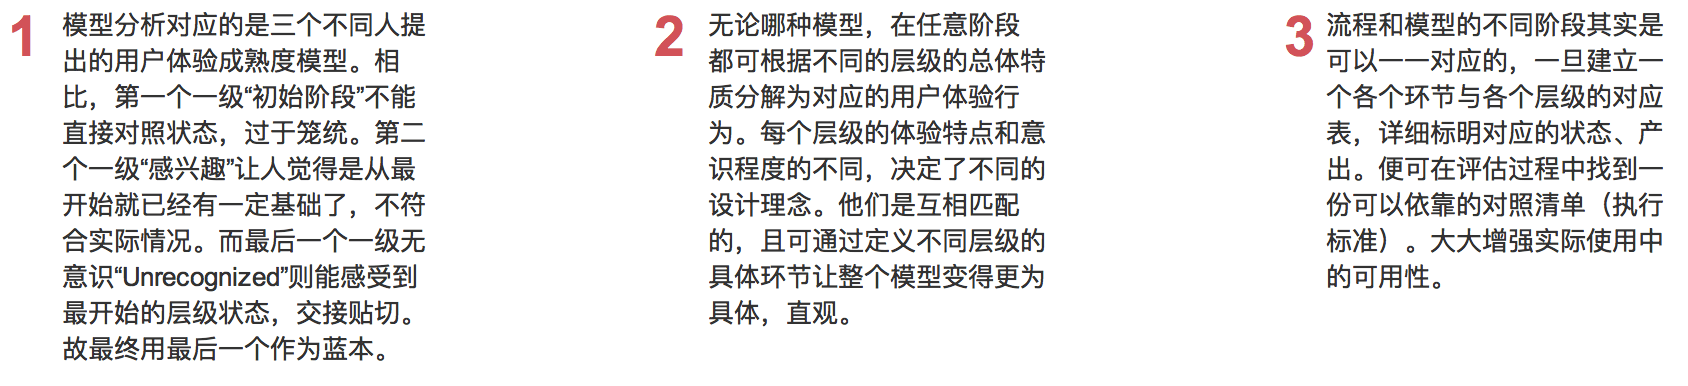 1
模型分析对应的是三个不同人提
出的用户体验成熟度模型。相
比，第一个一级“初始阶段”不能
直接对照状态，过于笼统。第二
个一级“感兴趣”让人觉得是从最
开始就已经有一定基础了，不符
合实际情况。而最后一个一级无
意识“Unrecognized”则能感受到
最开始的层级状态，交接贴切。
故最终用最后一个作为蓝本。
2
无论哪种模型，在任意阶段
都可根据不同的层级的总体特
质分解为对应的用户体验行
为。每个层级的体验特点和意
识程度的不同，决定了不同的
设计理念。他们是互相匹配
的，且可通过定义不同层级的
具体环节让整个模型变得更为
具体，直观。
3
流程和模型的不同阶段其实是
可以一一对应的，一旦建立一
个各个环节与各个层级的对应
表，详细标明对应的状态、产
出。便可在评估过程中找到一
份可以依靠的对照清单（执行
标准）。大大增强实际使用中
的可用性。